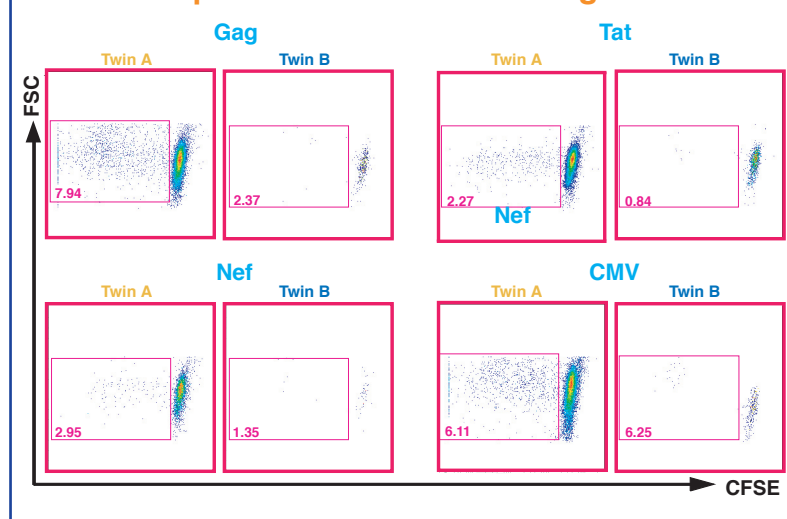 Gag
Tat
Twin A
Twin B
Twin A
Twin B
FSC
7.94
2.37
2.27
0.84
Nef
Nef
CMV
Twin A
Twin B
Twin A
Twin B
2.95
1.35
6.11
6.25
CFSE